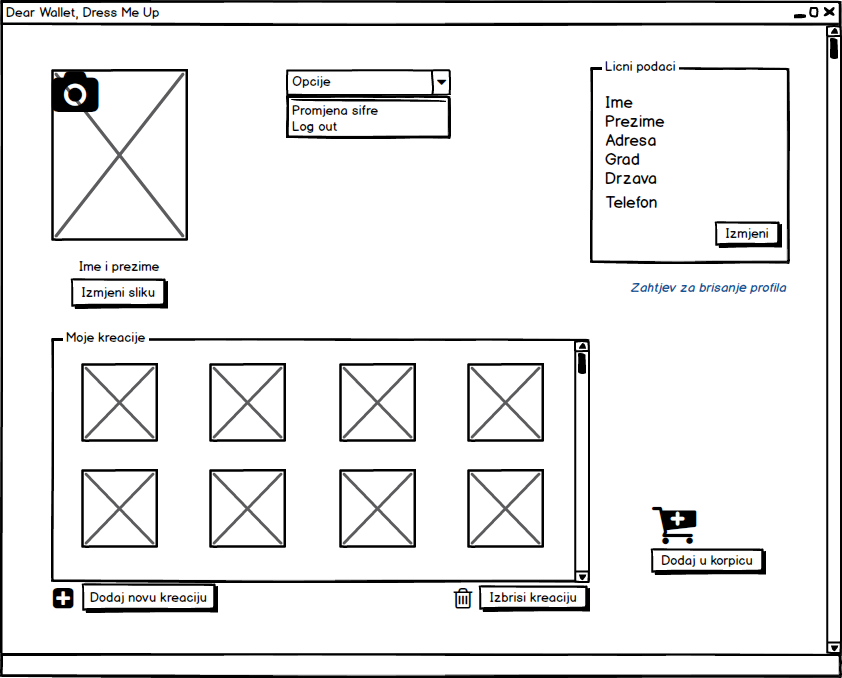 Dear Wallet, Dress Me Up
Opcije
Promjena sifre
Log out
Licni podaci
Ime
Prezime
Adresa
Grad
Drzava
Telefon
Izmjeni
Zahtjev za brisanje profila
Ime i prezime
Izmjeni sliku
Moje kreacije
Dodaj u korpicu
Dodaj novu kreaciju
Izbrisi kreaciju